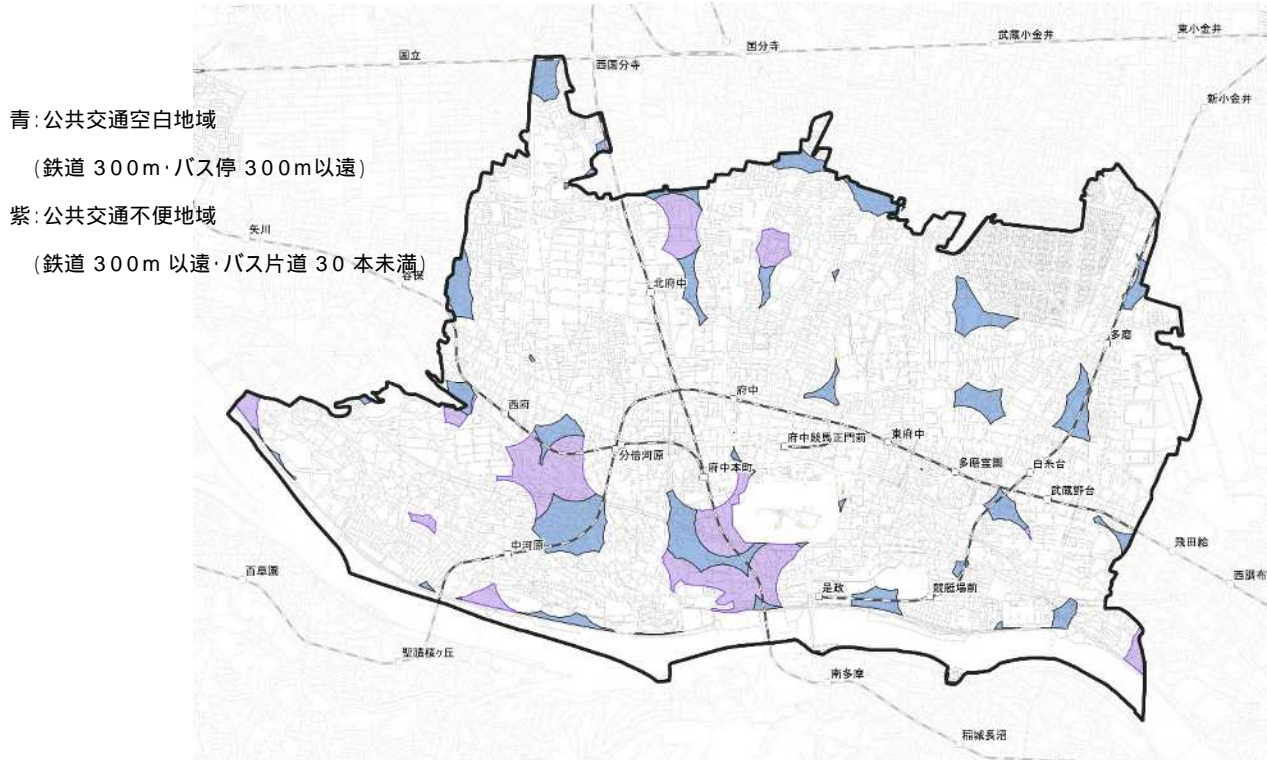 青:公共交通空白地域
(鉄道 300m・バス停 300m以遠)
紫:公共交通不便地域
(鉄道 300m 以遠・バス片道 30 本未満)
国立
西国分寺
国分寺
武蔵小金井
東小金井
新小金井
矢川
谷保
北府中
多磨
西府
府中
分倍河原
府中本町
府中競馬正門前
東府中
多磨霊園
白糸台
武蔵野台
飛田給
西調布
中河原
百草園
是政
競艇場前
聖蹟桜ヶ丘
南多摩
稲城長沼